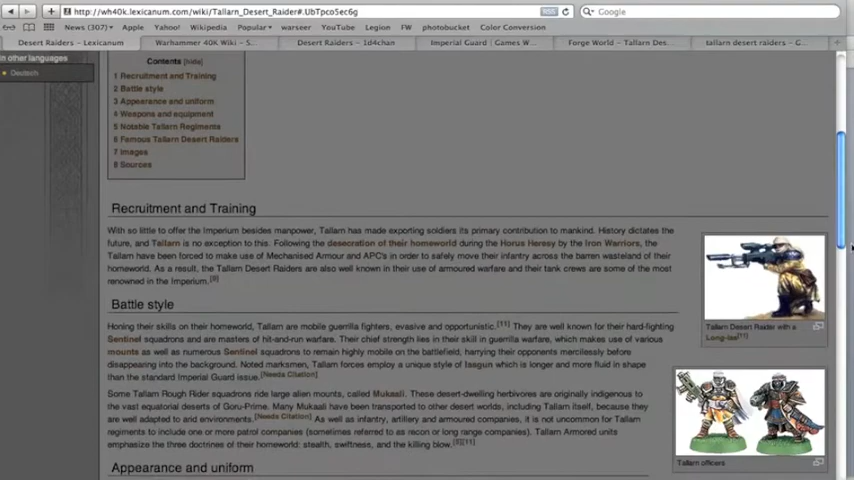 http://wh40k.lexicanum.com/wiki/Tallarn_Desert_Raider#.UbTpco5ec6g
RSS
Google
News (307)
Apple
Yahoo!
Wikipedia
Popular
warseer
YouTube
Legion
FW
photobucket
Color Conversion
Desert Raiders – Lexicanum
Warhammer 40K Wiki – S...
Desert Raiders – 1d4chan
Imperial Guard | Games W...
Forge World – Tallarn Des...
tallarn desert raiders – G...
In other languages
Deutsch
Contents [hide]
1 Recruitment and Training
2 Battle style
3 Appearance and uniform
4 Weapons and equipment
5 Notable Tallarn Regiments
6 Famous Tallarn Desert Raiders
7 Images
8 Sources
Recruitment and Training
With so little to offer the Imperium besides manpower, Tallarn has made exporting soldiers its primary contribution to mankind. History dictates the
future, and Tallarn is no exception to this. Following the desecration of their homeworld during the Horus Heresy by the Iron Warriors, the
Tallarn have been forced to make use of Mechanised Armour and APC's in order to safely move their infantry across the barren wasteland of their
homeworld. As a result, the Tallarn Desert Raiders are also well known in their use of armoured warfare and their tank crews are some of the most
renowned in the Imperium.[9]
Tallarn Desert Raider with a
Long-las[11]
Battle style
Honing their skills on their homeworld, Tallarn are mobile guerrilla fighters, evasive and opportunistic.[11] They are well known for their hard-fighting
Sentinel squadrons and are masters of hit-and-run warfare. Their chief strength lies in their skill in guerilla warfare, which makes use of various
mounts as well as numerous Sentinel squadrons to remain highly mobile on the battlefield, harrying their opponents mercilessly before
disappearing into the background. Noted marksmen, Tallarn forces employ a unique style of lasgun which is longer and more fluid in shape
than the standard Imperial Guard issue.[Needs Citation]
Some Tallarn Rough Rider squadrons ride large alien mounts, called Mukaali. These desert-dwelling herbivores are originally indigenous to
the vast equatorial deserts of Goru-Prime. Many Mukaali have been transported to other desert worlds, including Tallarn itself, because they
are well adapted to arid environments.[Needs Citation] As well as infantry, artillery and armoured companies, it is not uncommon for Tallarn
regiments to include one or more patrol companies (sometimes referred to as recon or long range companies). Tallarn Armored units
emphasize the three doctrines of their homeworld: stealth, swiftness, and the killing blow.[5][11]
Tallarn officers
Appearance and uniform